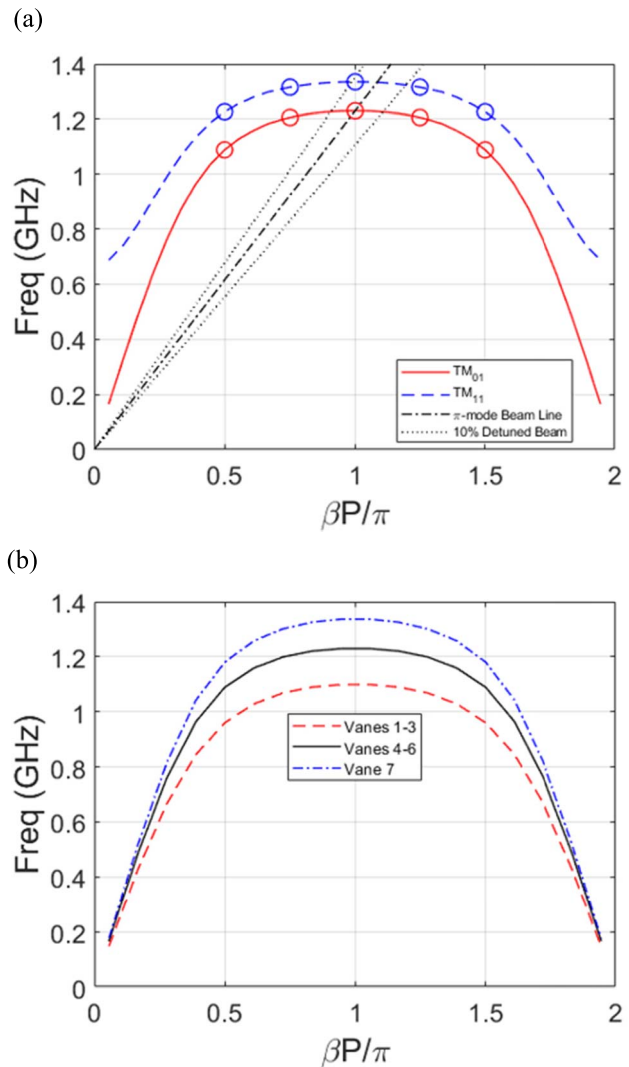 (a)
1.4
1.2
1
0.8
0.6
0.4
0.2
0
Freq (GHz)
TM01
TM11
π-mode Beam Line
10% Detuned Beam
0 0.5 1 1.5 2
βP/π
(b)
1.4
1.2
1
0.8
0.6
0.4
0.2
0
Freq (GHz)
Vanes 1-3
Vanes 4-6
Vane 7
0 0.5 1 1.5 2
βP/π